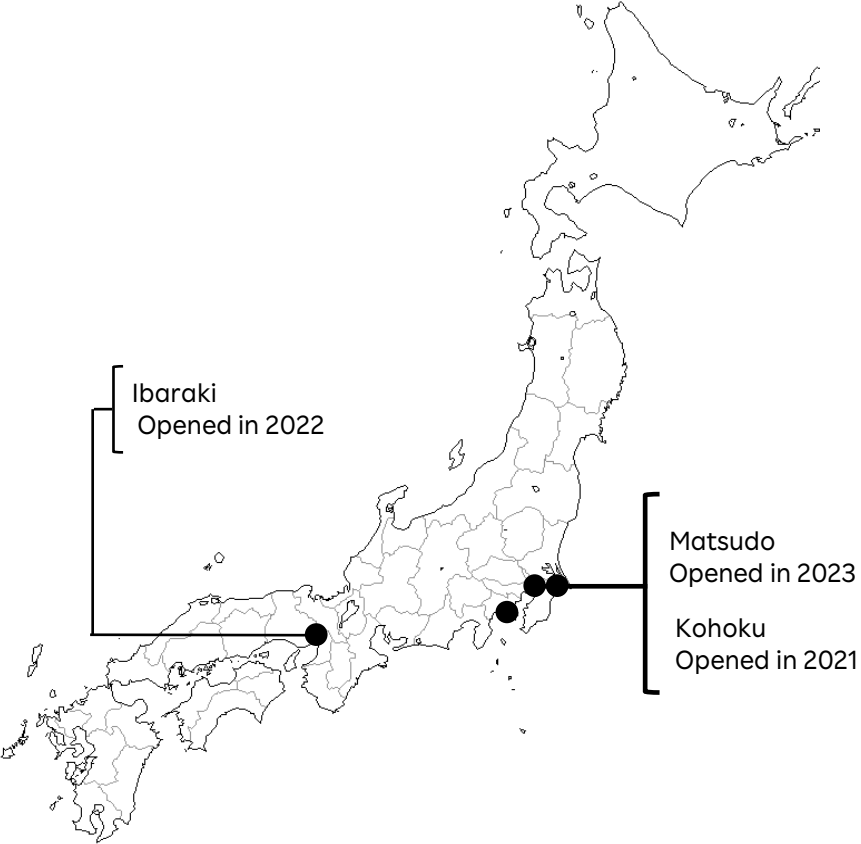 Ibaraki
Opened in 2022
Matsudo
Opened in 2023
Kohoku
Opened in 2021